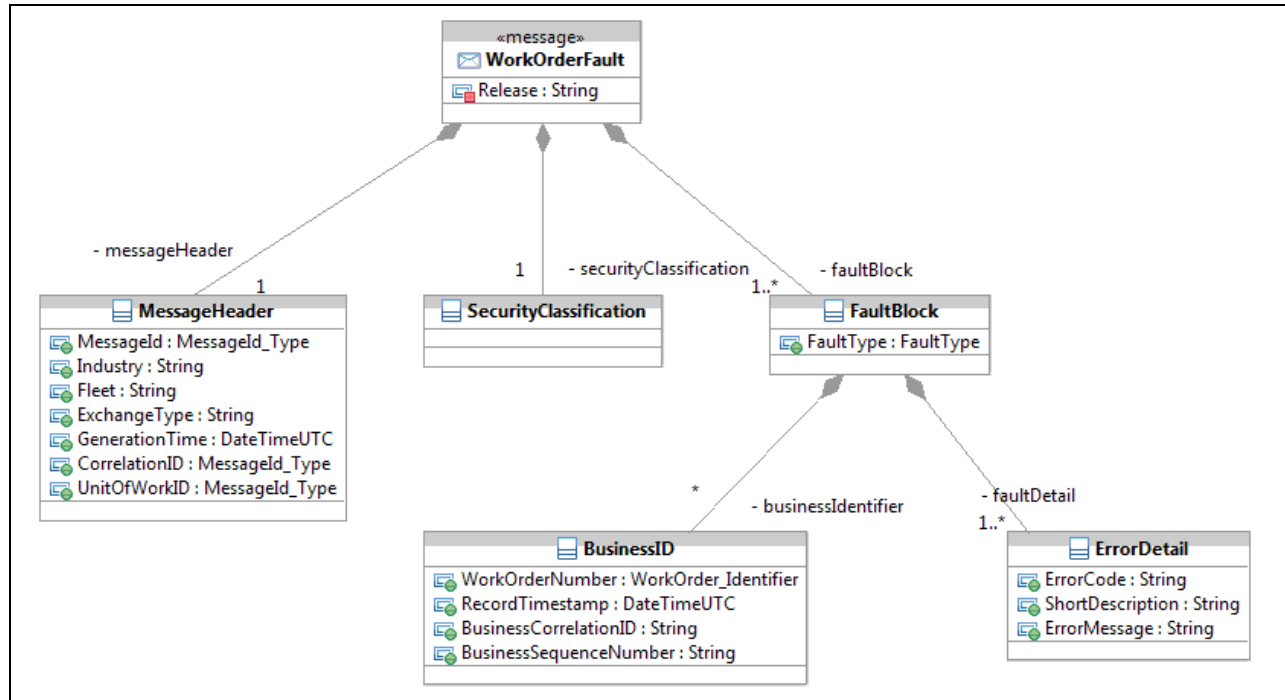 «message»
WorkOrderFault
Release : String
- messageHeader
1
1
- securityClassification
1..*
- faultBlock
MessageHeader
MessageId : MessageId_Type
Industry : String
Fleet : String
ExchangeType : String
GenerationTime : DateTimeUTC
CorrelationID : MessageId_Type
UnitOfWorkID : MessageId_Type
SecurityClassification
FaultBlock
FaultType : FaultType
*
- businessIdentifier
- faultDetail
1..*
BusinessID
WorkOrderNumber : WorkOrder_Identifier
RecordTimestamp : DateTimeUTC
BusinessCorrelationID : String
BusinessSequenceNumber : String
ErrorDetail
ErrorCode : String
ShortDescription : String
ErrorMessage : String